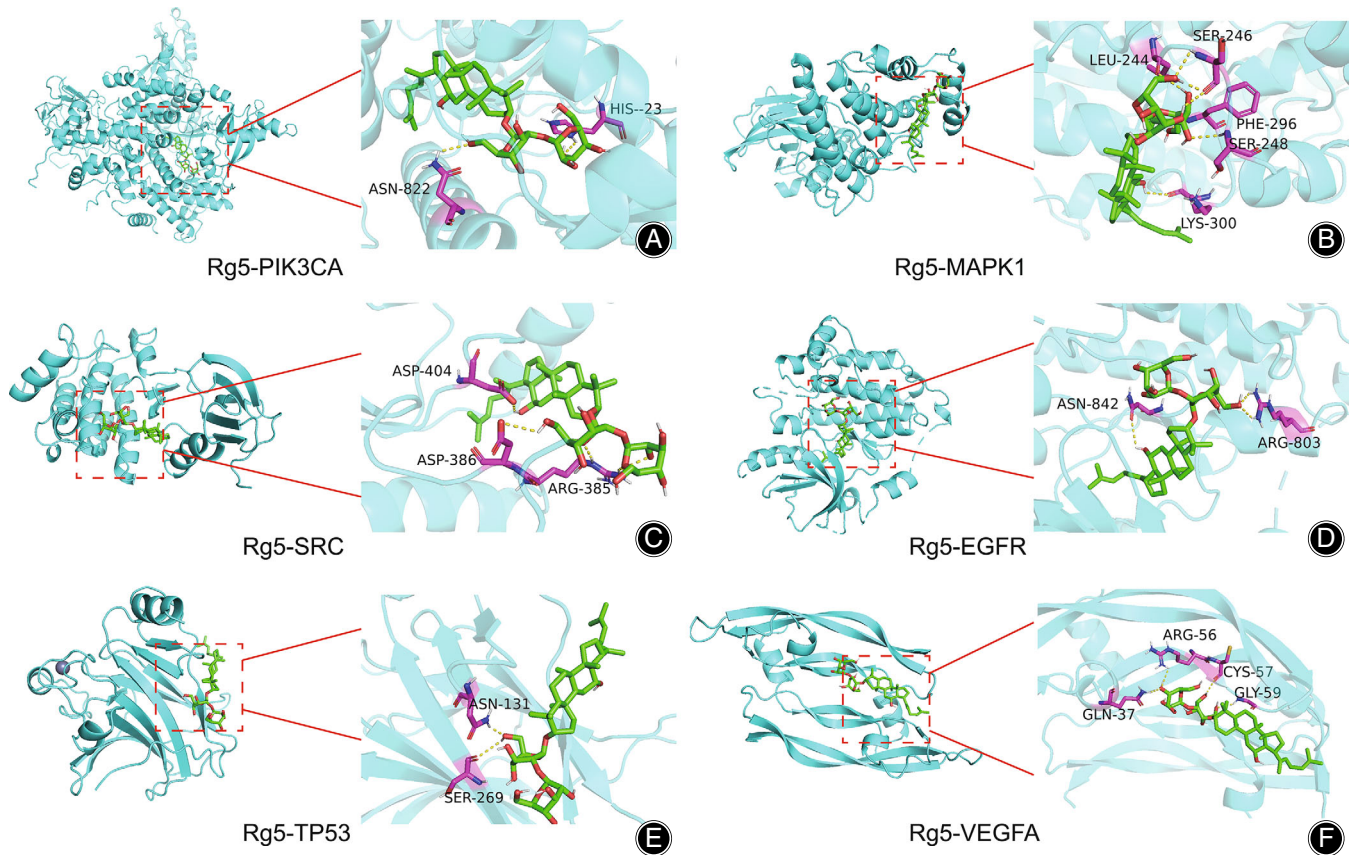 HIS--23
ASN-822
A
Rg5-PIK3CA
SER-246
LEU-244
PHE-296
SER-248
LYS-300
B
Rg5-MAPK1
ASP-404
ASP-386
ARG-385
C
Rg5-SRC
ASN-842
ARG-803
D
Rg5-EGFR
ASN-131
SER-269
E
Rg5-TP53
ARG-56
CYS-57
GLY-59
GLN-37
F
Rg5-VEGFA